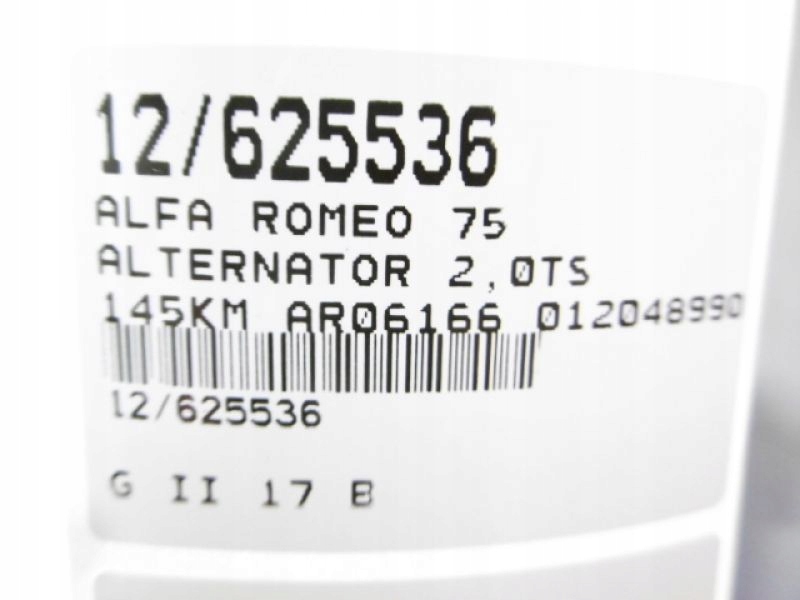 12/625536
ALFA ROMEO 75
ALTERNATOR 2,0TS
145KM AR06166 012048990
12/625536
G II 17 B